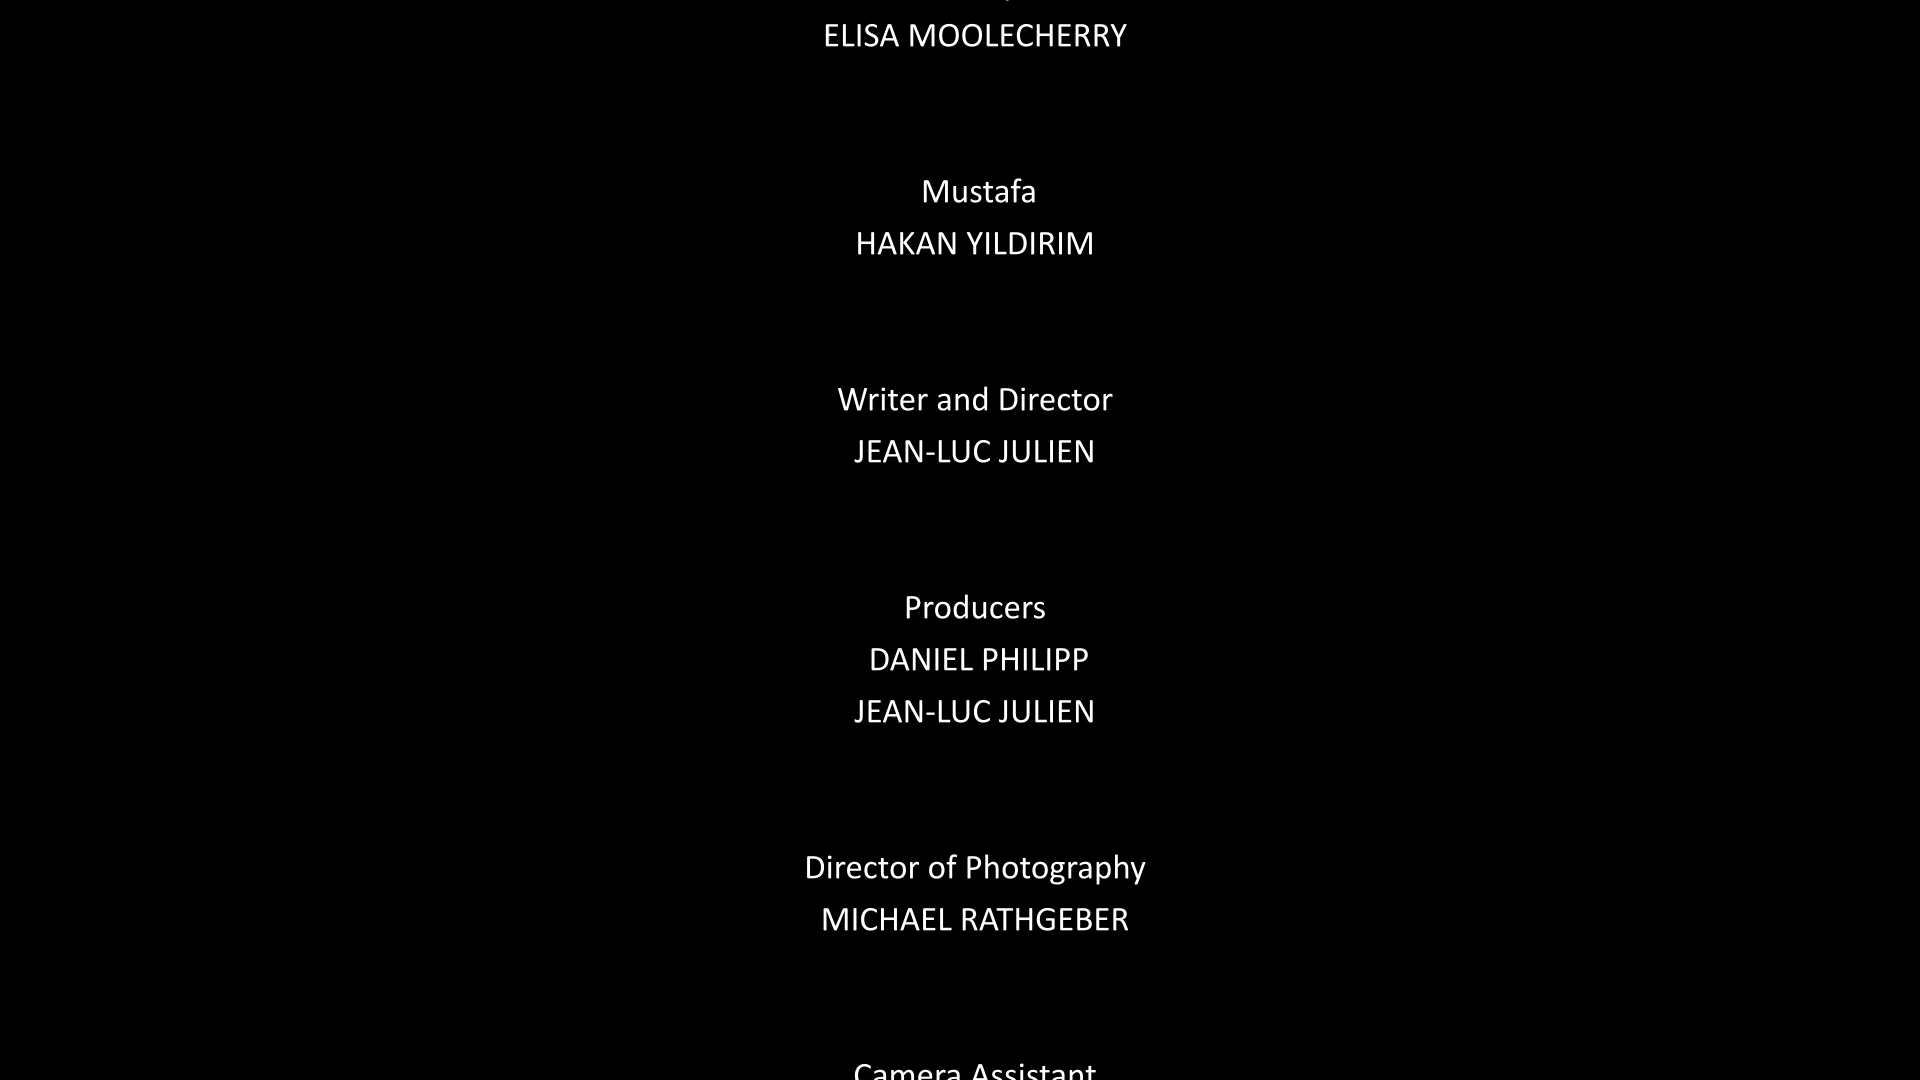 ELISA MOOLECHERRY
Mustafa
HAKAN YILDIRIM
Writer and Director
JEAN-LUC JULIEN
Producers
DANIEL PHILIPP
JEAN-LUC JULIEN
Director of Photography
MICHAEL RATHGEBER
Camera Assistant